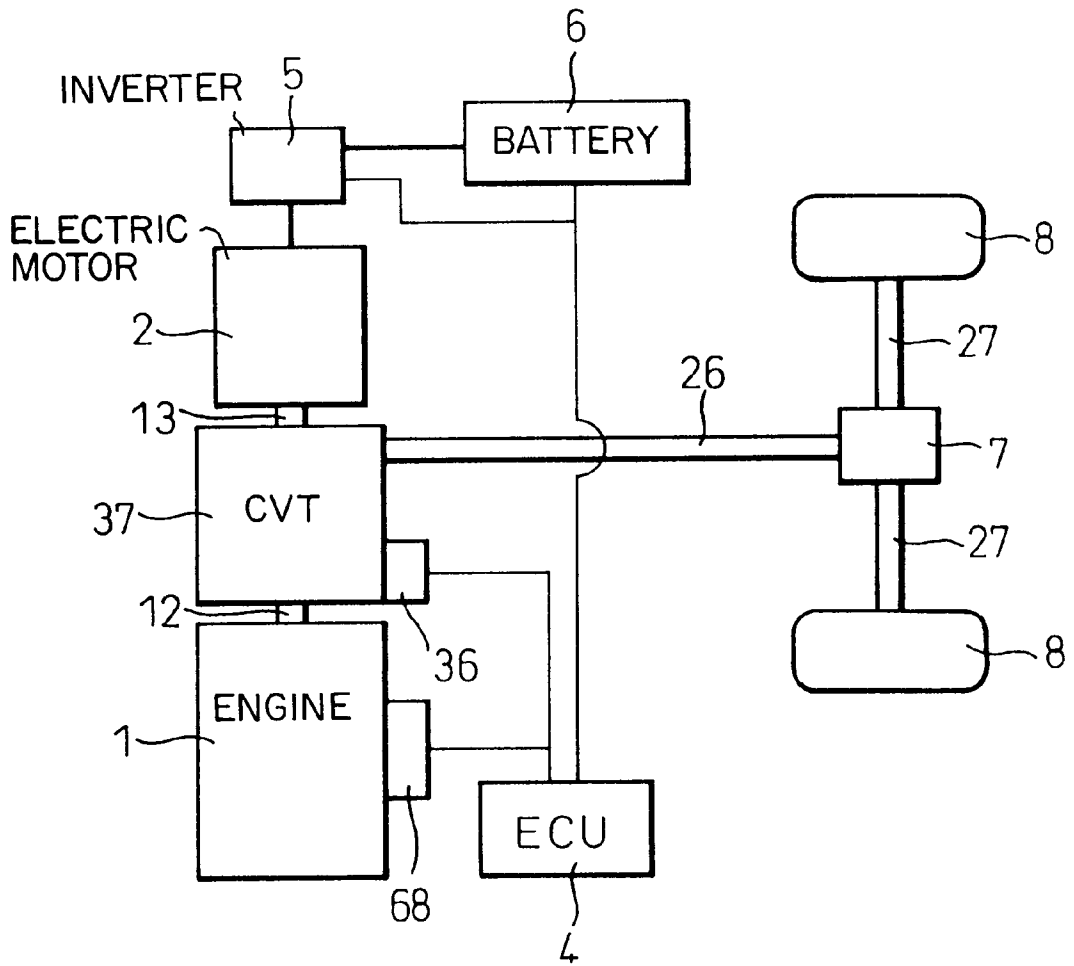 6
INVERTER
5
BATTERY
ELECTRIC
MOTOR
8
2
27
26
13
7
CVT
37
27
12
36
8
ENGINE
1
ECU
68
4